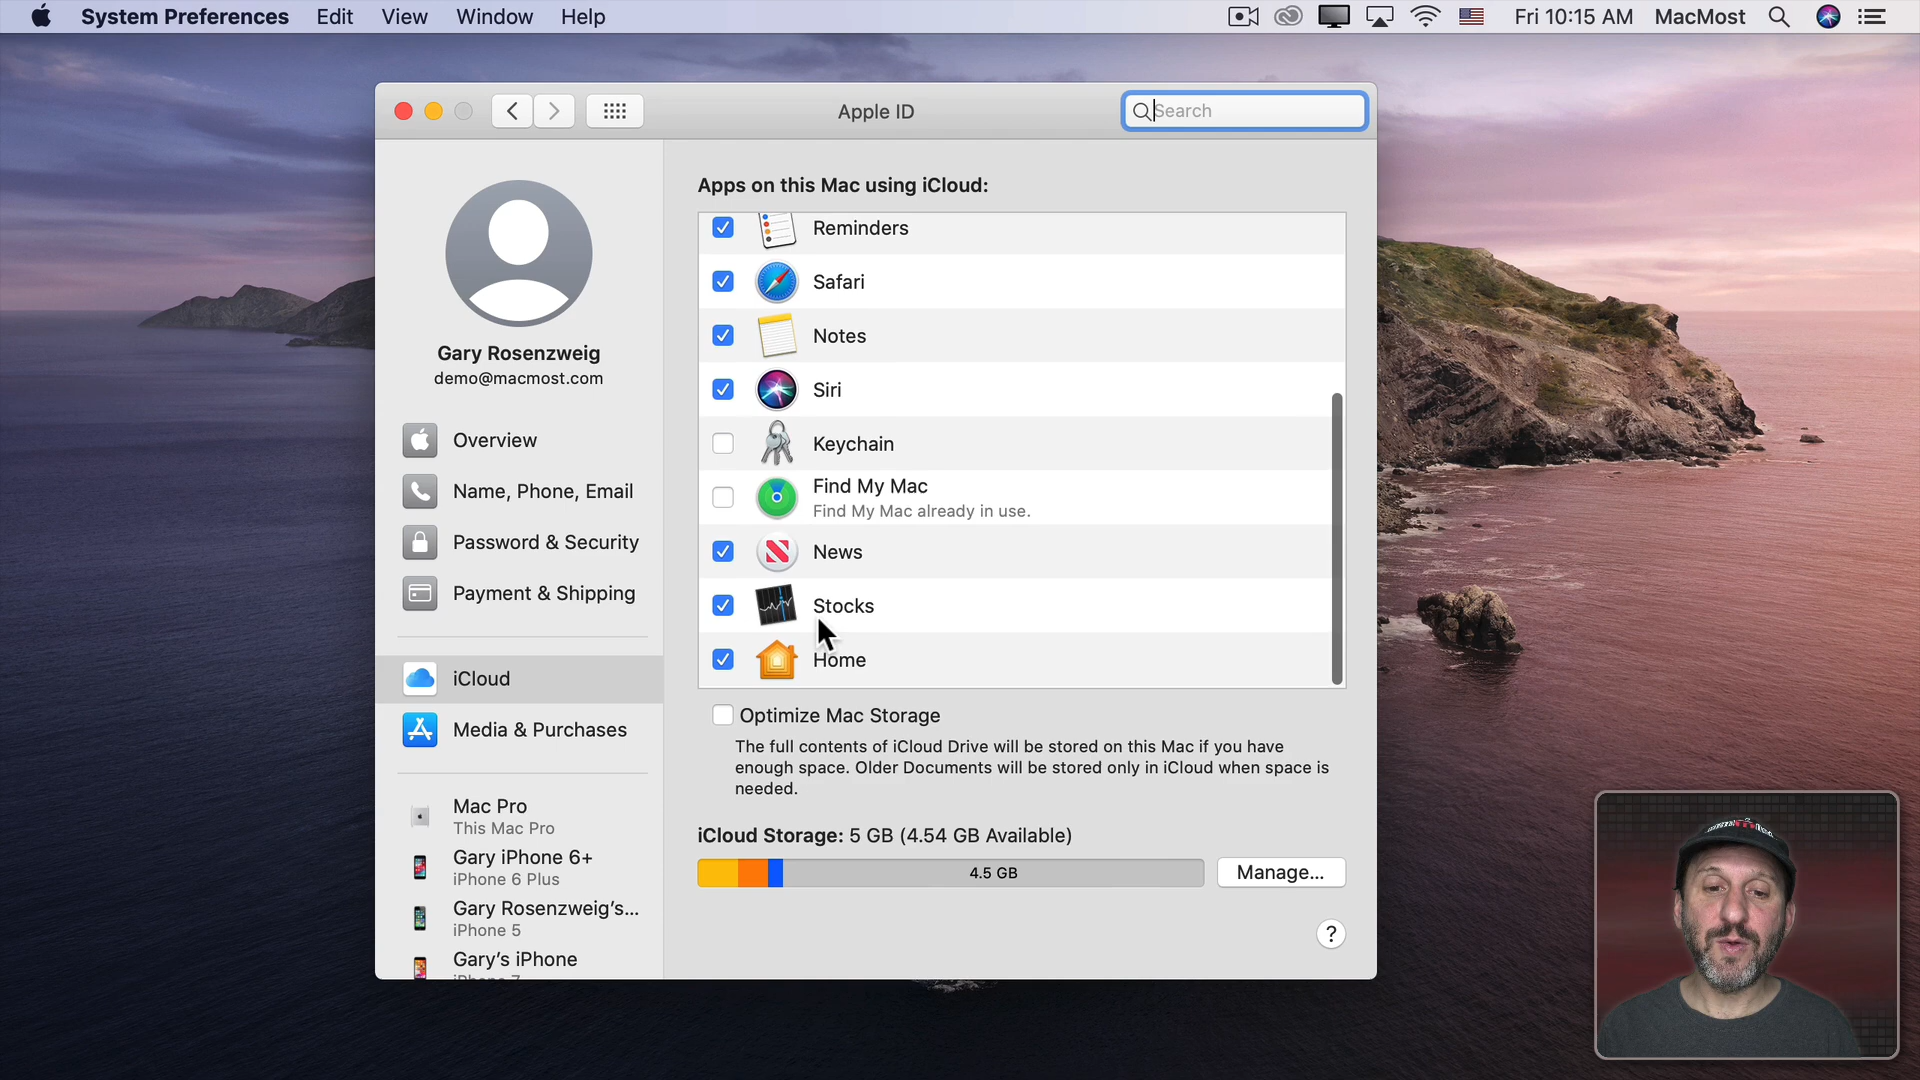 System Preferences Edit View Window Help Fri 10:15 AM MacMost
Apple ID
Search
Gary Rosenzweig
demo@macmost.com
Overview
Name, Phone, Email
Password & Security
Payment & Shipping
iCloud
Media & Purchases
Mac Pro
This Mac Pro
Gary iPhone 6+
iPhone 6 Plus
Gary Rosenzweig's...
iPhone 5
Gary's iPhone
Apps on this Mac using iCloud:
Reminders
Safari
Notes
Siri
Keychain
Find My Mac
Find My Mac already in use.
News
Stocks
Home
Optimize Mac Storage
The full contents of iCloud Drive will be stored on this Mac if you have
enough space. Older Documents will be stored only in iCloud when space is
needed.
iCloud Storage: 5 GB (4.54 GB Available)
4.5 GB
Manage...
?